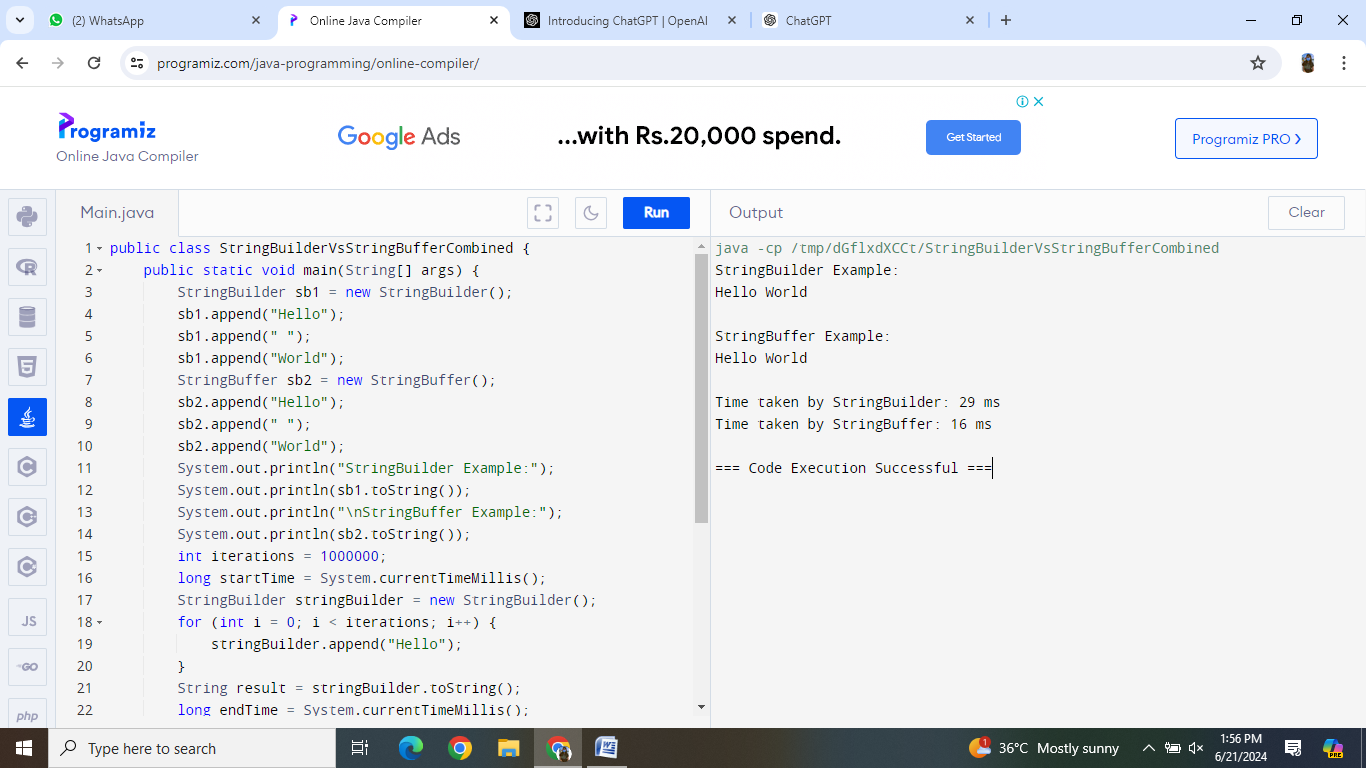 (2) WhatsApp
Online Java Compiler
Introducing ChatGPT | OpenAI
ChatGPT
programiz.com/java-programming/online-compiler/
Programiz
Online Java Compiler
Google Ads
...with Rs.20,000 spend.
Get Started
Programiz PRO
Main.java
Run
Output
Clear
1 public class StringBuilderVsStringBufferCombined {
2 public static void main(String[] args) {
3 StringBuilder sb1 = new StringBuilder();
4 sb1.append("Hello");
5 sb1.append(" ");
6 sb1.append("World");
7 StringBuffer sb2 = new StringBuffer();
8 sb2.append("Hello");
9 sb2.append(" ");
10 sb2.append("World");
11 System.out.println("StringBuilder Example:");
12 System.out.println(sb1.toString());
13 System.out.println("\nStringBuffer Example:");
14 System.out.println(sb2.toString());
15 int iterations = 1000000;
16 long startTime = System.currentTimeMillis();
17 StringBuilder stringBuilder = new StringBuilder();
18 for (int i = 0; i < iterations; i++) {
19 stringBuilder.append("Hello");
20 }
21 String result = stringBuilder.toString();
22 long endTime = System.currentTimeMillis();
java -cp /tmp/dGflxdXCCt/StringBuilderVsStringBufferCombined
StringBuilder Example:
Hello World
StringBuffer Example:
Hello World
Time taken by StringBuilder: 29 ms
Time taken by StringBuffer: 16 ms
=== Code Execution Successful ===
JS
GO
php
Type here to search
1
36°C Mostly sunny
1:56 PM
6/21/2024
PRE